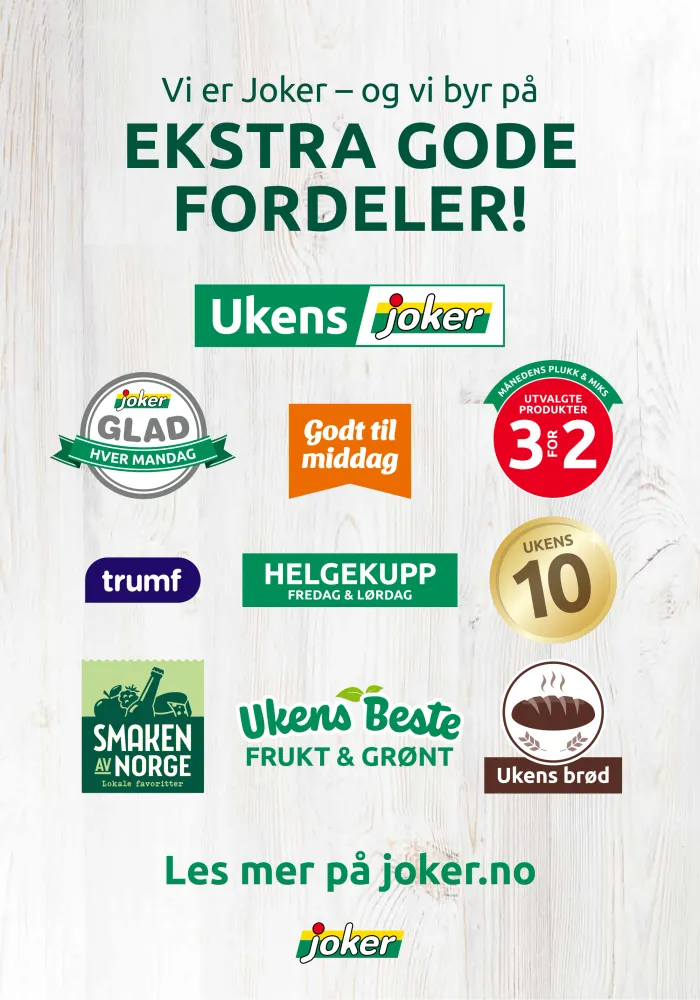 Vi er Joker – og vi byr på
EKSTRA GODE
FORDELER!
Ukens joker
joker
GLAD
HVER MANDAG
Godt til
middag
MÅNEDENS PLUKK & MIKS
UTVALGTE
PRODUKTER
3 FOR 2
trumf
HELGEKUPP
FREDAG & LØRDAG
UKENS
10
SMAKEN
AV NORGE
Lokale favoritter
Ukens Beste
FRUKT & GRØNT
Ukens brød
Les mer på joker.no
joker